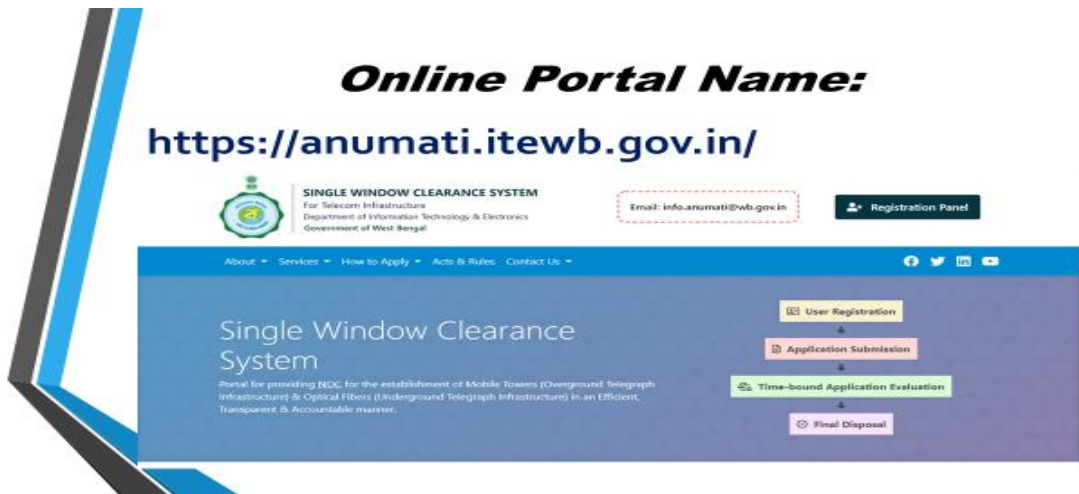 Online Portal Name:
https://anumati.itewb.gov.in/
SINGLE WINDOW CLEARANCE SYSTEM
For Telecom Infrastructure
Department of Information Technology & Electronics
Government of West Bengal
Email: info.anumati@wb.gov.in
Registration Panel
About Services How to Apply Acts & Rules Contact Us
Single Window Clearance
System
Portal for providing NOC for the establishment of Mobile Towers (Overground Telegraph
Infrastructure) & Optical Fibers (Underground Telegraph Infrastructure) in an Efficient,
Transparent & Accountable manner.
User Registration
Application Submission
Time-bound Application Evaluation
Final Disposal